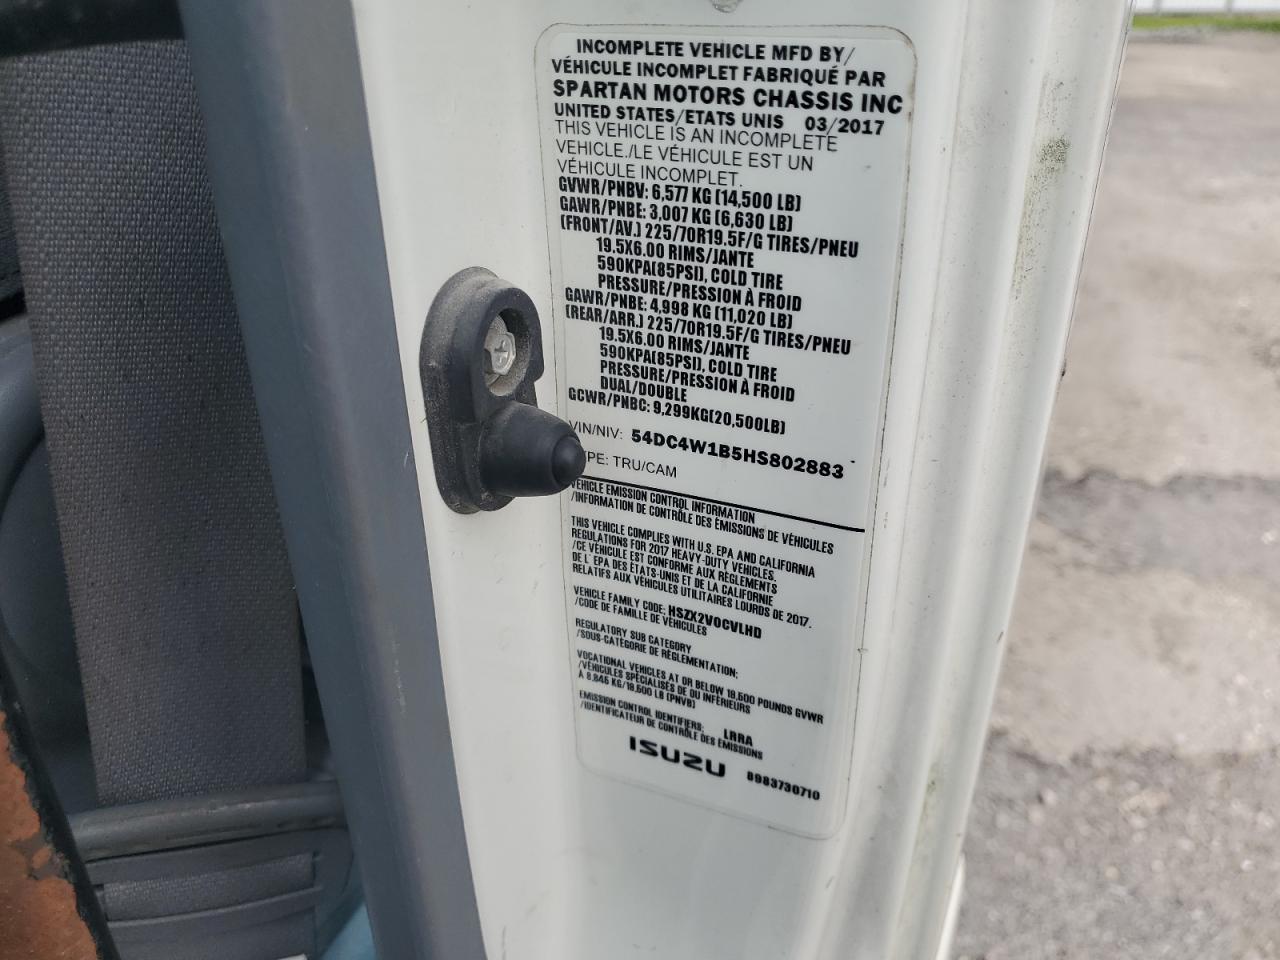 INCOMPLETE VEHICLE MFD BY/
VÉHICULE INCOMPLET FABRIQUÉ PAR
SPARTAN MOTORS CHASSIS INC
UNITED STATES/ETATS UNIS 03/2017
THIS VEHICLE IS AN INCOMPLETE
VEHICLE./LE VÉHICULE EST UN
VÉHICULE INCOMPLET.
GVWR/PNBV: 6,577 KG (14,500 LB)
GAWR/PNBE: 3,007 KG (6,630 LB)
(FRONT/AV.) 225/70R19.5F/G TIRES/PNEU
19.5X6.00 RIMS/JANTE
590KPA(85PSI), COLD TIRE
PRESSURE/PRESSION À FROID
GAWR/PNBE: 4,998 KG (11,020 LB)
(REAR/ARR.) 225/70R19.5F/G TIRES/PNEU
19.5X6.00 RIMS/JANTE
590KPA(85PSI), COLD TIRE
PRESSURE/PRESSION À FROID
DUAL/DOUBLE
GCWR/PNBC: 9,299KG(20,500LB)
VIN/NIV: 54DC4W1B5HS802883
PE: TRU/CAM
VEHICLE EMISSION CONTROL INFORMATION
/INFORMATION DE CONTRÔLE DES ÉMISSIONS DE VÉHICULES
THIS VEHICLE COMPLIES WITH U.S. EPA AND CALIFORNIA
REGULATIONS FOR 2017 HEAVY-DUTY VEHICLES.
/CE VÉHICULE EST CONFORME AUX RÈGLEMENTS
DE L'EPA DES ÉTATS-UNIS ET DE LA CALIFORNIE
RELATIFS AUX VÉHICULES UTILITAIRES LOURDS DE 2017.
VEHICLE FAMILY CODE: HSZX2VOCVLHD
/CODE DE FAMILLE DE VÉHICULES
REGULATORY SUB CATEGORY
/SOUS-CATÉGORIE DE RÈGLEMENTATION:
VOCATIONAL VEHICLES AT OR BELOW 19,500 POUNDS GVWR
/VÉHICULES SPÉCIALISÉS DE OU INFÉRIEURS
À 8,845 KG/19,500 LB (PNVB)
EMISSION CONTROL IDENTIFIERS: LRRA
/IDENTIFICATEUR DE CONTRÔLE DES ÉMISSIONS
ISUZU 8983730710